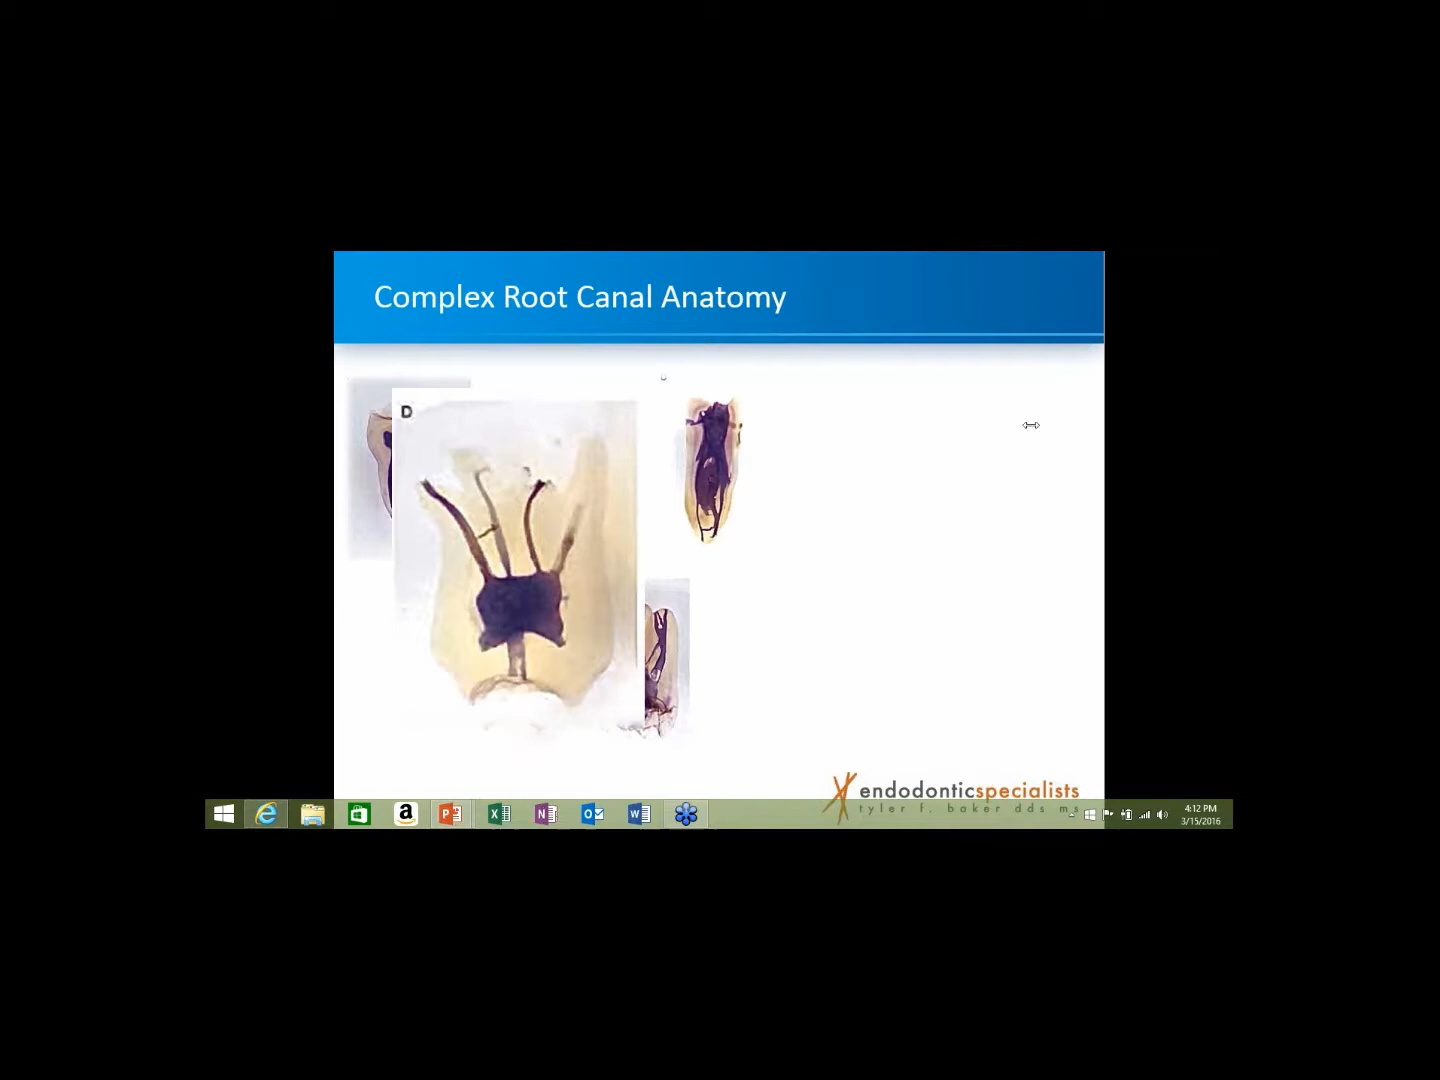 Complex Root Canal Anatomy
D
endodonticspecialists
tyler f. baker dds ms
4:12 PM
3/15/2016